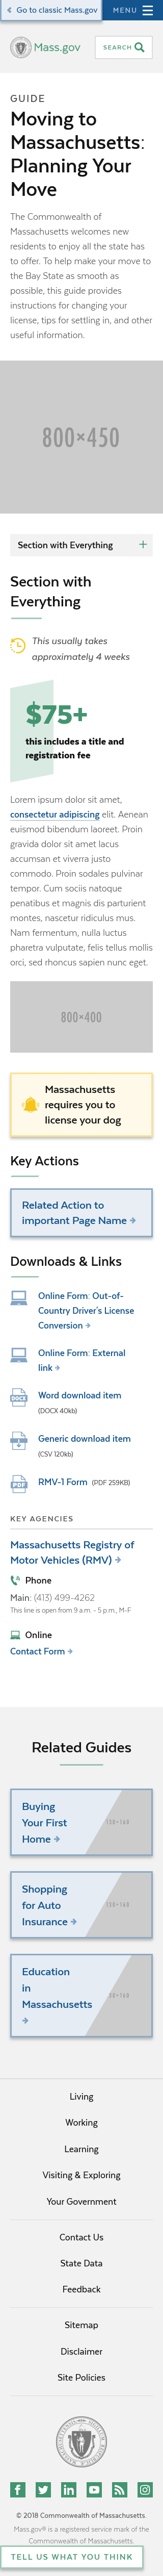 Go to classic Mass.gov
MENU
Mass.gov
SEARCH
GUIDE
Moving to
Massachusetts:
Planning Your
Move
The Commonwealth of
Massachusetts welcomes new
residents to enjoy all the state has
to offer. To help make your move to
the Bay State as smooth as
possible, this guide provides
instructions for changing your
license, tips for settling in, and other
useful information.
800×450
Section with Everything
Section with
Everything
This usually takes
approximately 4 weeks
$75+
this includes a title and
registration fee
Lorem ipsum dolor sit amet,
consectetur adipiscing elit. Aenean
euismod bibendum laoreet. Proin
gravida dolor sit amet lacus
accumsan et viverra justo
commodo. Proin sodales pulvinar
tempor. Cum sociis natoque
penatibus et magnis dis parturient
montes, nascetur ridiculus mus.
Nam fermentum, nulla luctus
pharetra vulputate, felis tellus mollis
orci, sed rhoncus sapien nunc eget.
800×400
Massachusetts
requires you to
license your dog
Key Actions
Related Action to
important Page Name
Downloads & Links
Online Form: Out-of-
Country Driver's License
Conversion
Online Form: External
link
Word download item
(DOCX 40kb)
DOCX
Generic download item
(CSV 120kb)
RMV-1 Form (PDF 259KB)
PDF
KEY AGENCIES
Massachusetts Registry of
Motor Vehicles (RMV)
Phone
Main: (413) 499-4262
This line is open from 9 a.m. - 5 p.m., M-F
Online
Contact Form
Related Guides
Buying
Your First
Home
Shopping
for Auto
Insurance
Education
in
Massachusetts
Living
Working
Learning
Visiting & Exploring
Your Government
Contact Us
State Data
Feedback
Sitemap
Disclaimer
Site Policies
© 2018 Commonwealth of Massachusetts.
Mass.gov® is a registered service mark of the
Commonwealth of Massachusetts.
TELL US WHAT YOU THINK